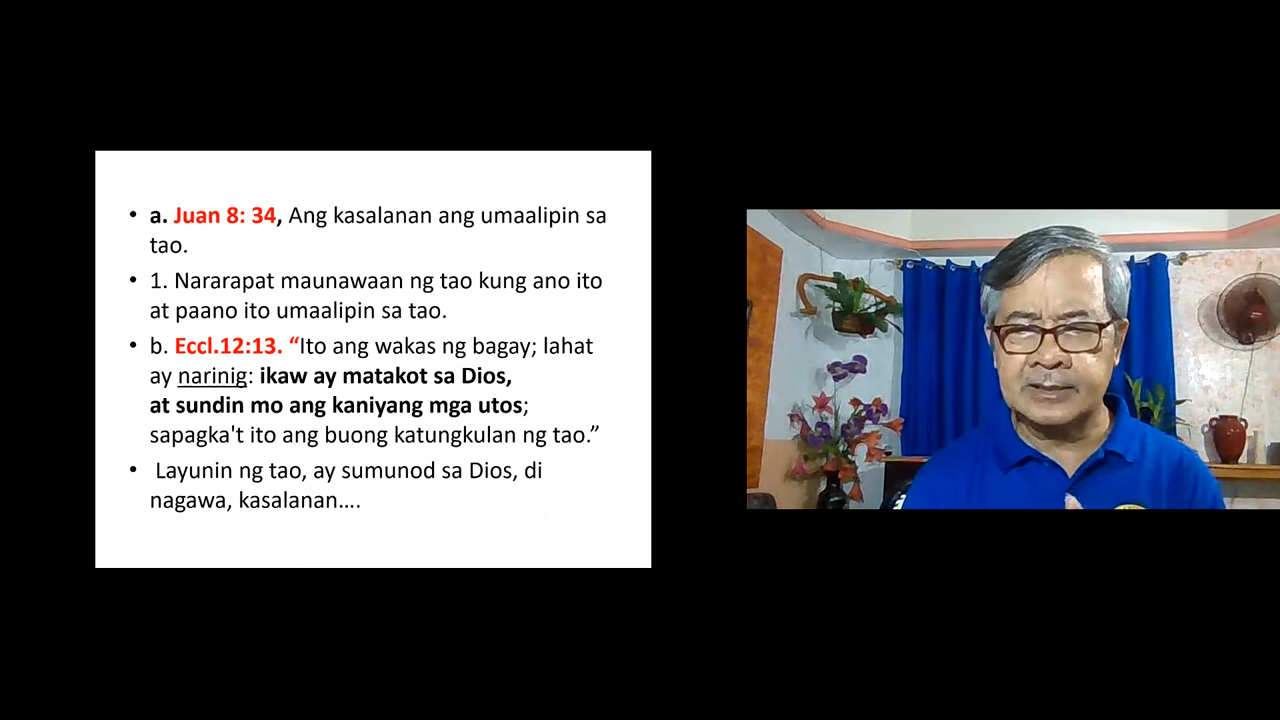 • a. Juan 8: 34, Ang kasalanan ang umaalipin sa
tao.
• 1. Nararapat maunawaan ng tao kung ano ito
at paano ito umaalipin sa tao.
• b. Eccl.12:13. “Ito ang wakas ng bagay; lahat
ay narinig: ikaw ay matakot sa Dios,
at sundin mo ang kaniyang mga utos;
sapagka't ito ang buong katungkulan ng tao.”
• Layunin ng tao, ay sumunod sa Dios, di
nagawa, kasalanan….